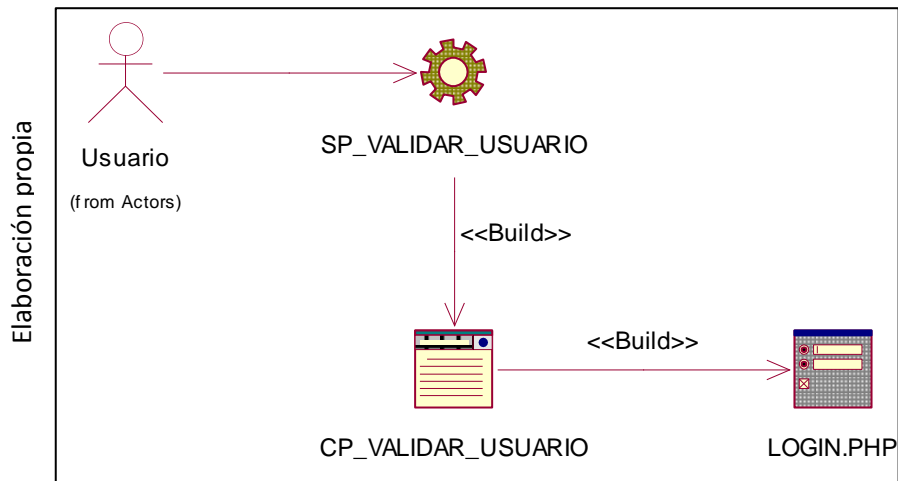 Elaboración propia
Usuario
(from Actors)
SP_VALIDAR_USUARIO
<<Build>>
<<Build>>
CP_VALIDAR_USUARIO
LOGIN.PHP